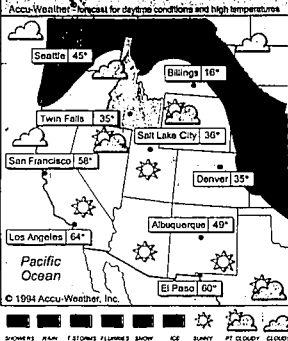 Accu-Weather® forecast for daytime conditions and high temperatures
Seattle 45°
Billings 16°
Twin Falls 35°
Salt Lake City 36°
San Francisco 58°
Denver 35°
Albuquerque 49°
Los Angeles 64°
Pacific
Ocean
El Paso 60°
© 1994 Accu-Weather, Inc.
SHOWERS RAIN T STORMS FLURRIES SNOW ICE SUNNY PT CLOUDY CLOUDY